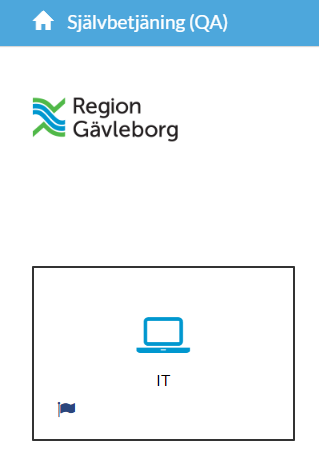 Självbetjäning (QA)
Region
Gävleborg
IT